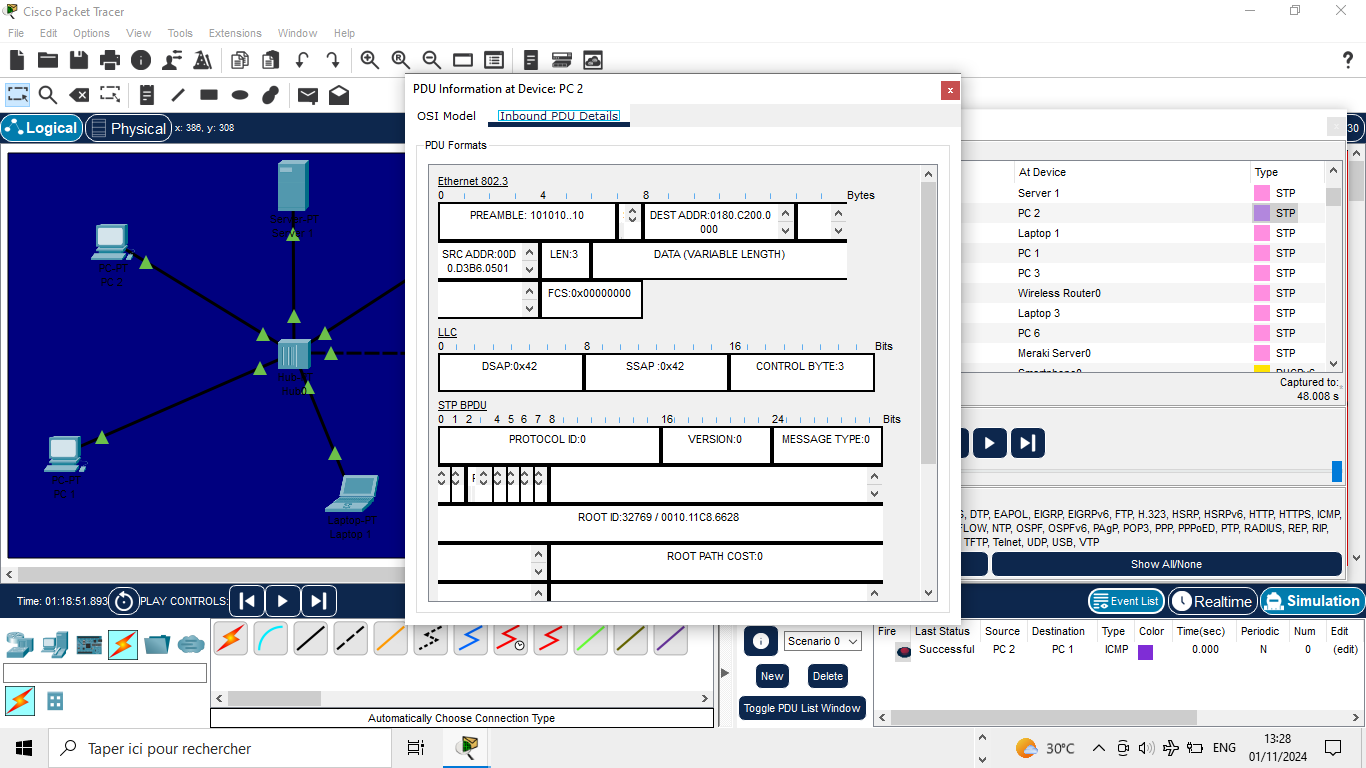 Cisco Packet Tracer
File Edit Options View Tools Extensions Window Help
Logical Physical x: 386, y: 308
PC-PT
PC 2
Server 1
PC-PT
PC 1
Laptop-PT
Laptop 1
PDU Information at Device: PC 2
x
OSI Model Inbound PDU Details
PDU Formats
Ethernet 802.3
0 4 8 Bytes
PREAMBLE: 101010..10
DEST ADDR:0180.C200.0
000
SRC ADDR:00D
0.D3B6.0501
LEN:3
DATA (VARIABLE LENGTH)
FCS:0x00000000
LLC
0 8 16 Bits
DSAP:0x42 SSAP :0x42 CONTROL BYTE:3
STP BPDU
0 1 2 4 5 6 7 8 16 24 Bits
PROTOCOL ID:0 VERSION:0 MESSAGE TYPE:0
ROOT ID:32769 / 0010.11C8.6628
ROOT PATH COST:0
30
At Device Type
Server 1 STP
PC 2 STP
Laptop 1 STP
PC 1 STP
PC 3 STP
Wireless Router0 STP
Laptop 3 STP
PC 6 STP
Meraki Server0 STP
Captured to:
48.008 s
S, DTP, EAPOL, EIGRP, EIGRPv6, FTP, H.323, HSRP, HSRPv6, HTTP, HTTPS, ICMP,
FLOW, NTP, OSPF, OSPFv6, PAgP, POP3, PPP, PPPoED, PTP, RADIUS, REP, RIP,
TFTP, Telnet, UDP, USB, VTP
Show All/None
Time: 01:18:51.893 PLAY CONTROLS:
Event List Realtime Simulation
Automatically Choose Connection Type
Scenario 0
New Delete
Toggle PDU List Window
Fire Last Status Source Destination Type Color Time(sec) Periodic Num Edit
Successful PC 2 PC 1 ICMP 0.000 N 0 (edit)
Taper ici pour rechercher
30°C
ENG
13:28
01/11/2024